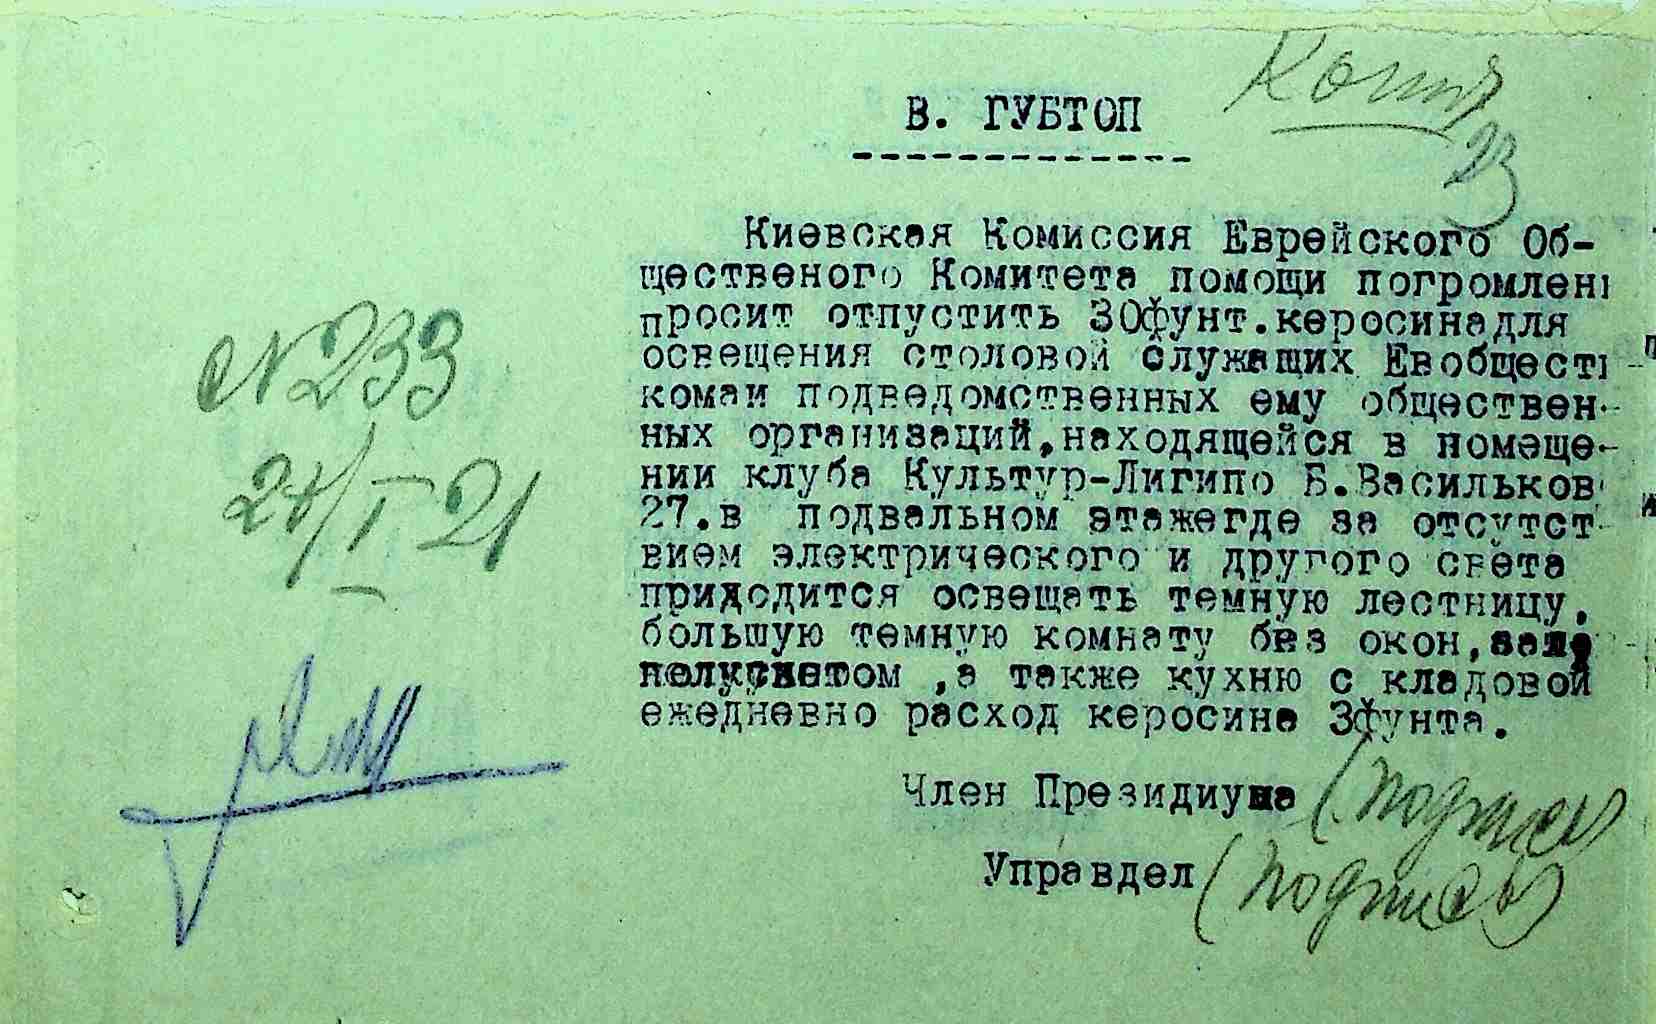 Копия
23
В. ГУБТОП
Киевская Комиссия Еврейского Об-
щественого Комитета помощи погромлен
просит отпустить 30фунт.керосинадля
освещения столовой служащих Евобщест
комаи подведомственных ему обществен-
ных организаций,находящейся в помеще-
нии клуба Культур-Лигипо Б.Васильков
27.в подвальном этажегде за отсутст-
вием электрического и другого света
приходится освещать темную лестницу,
большую темную комнату без окон,
,а также кухню с кладовой
ежедневно расход керосина 3фунта.
Член Президиума (подпись)
Управдел (подпись)
№233
24/I 21